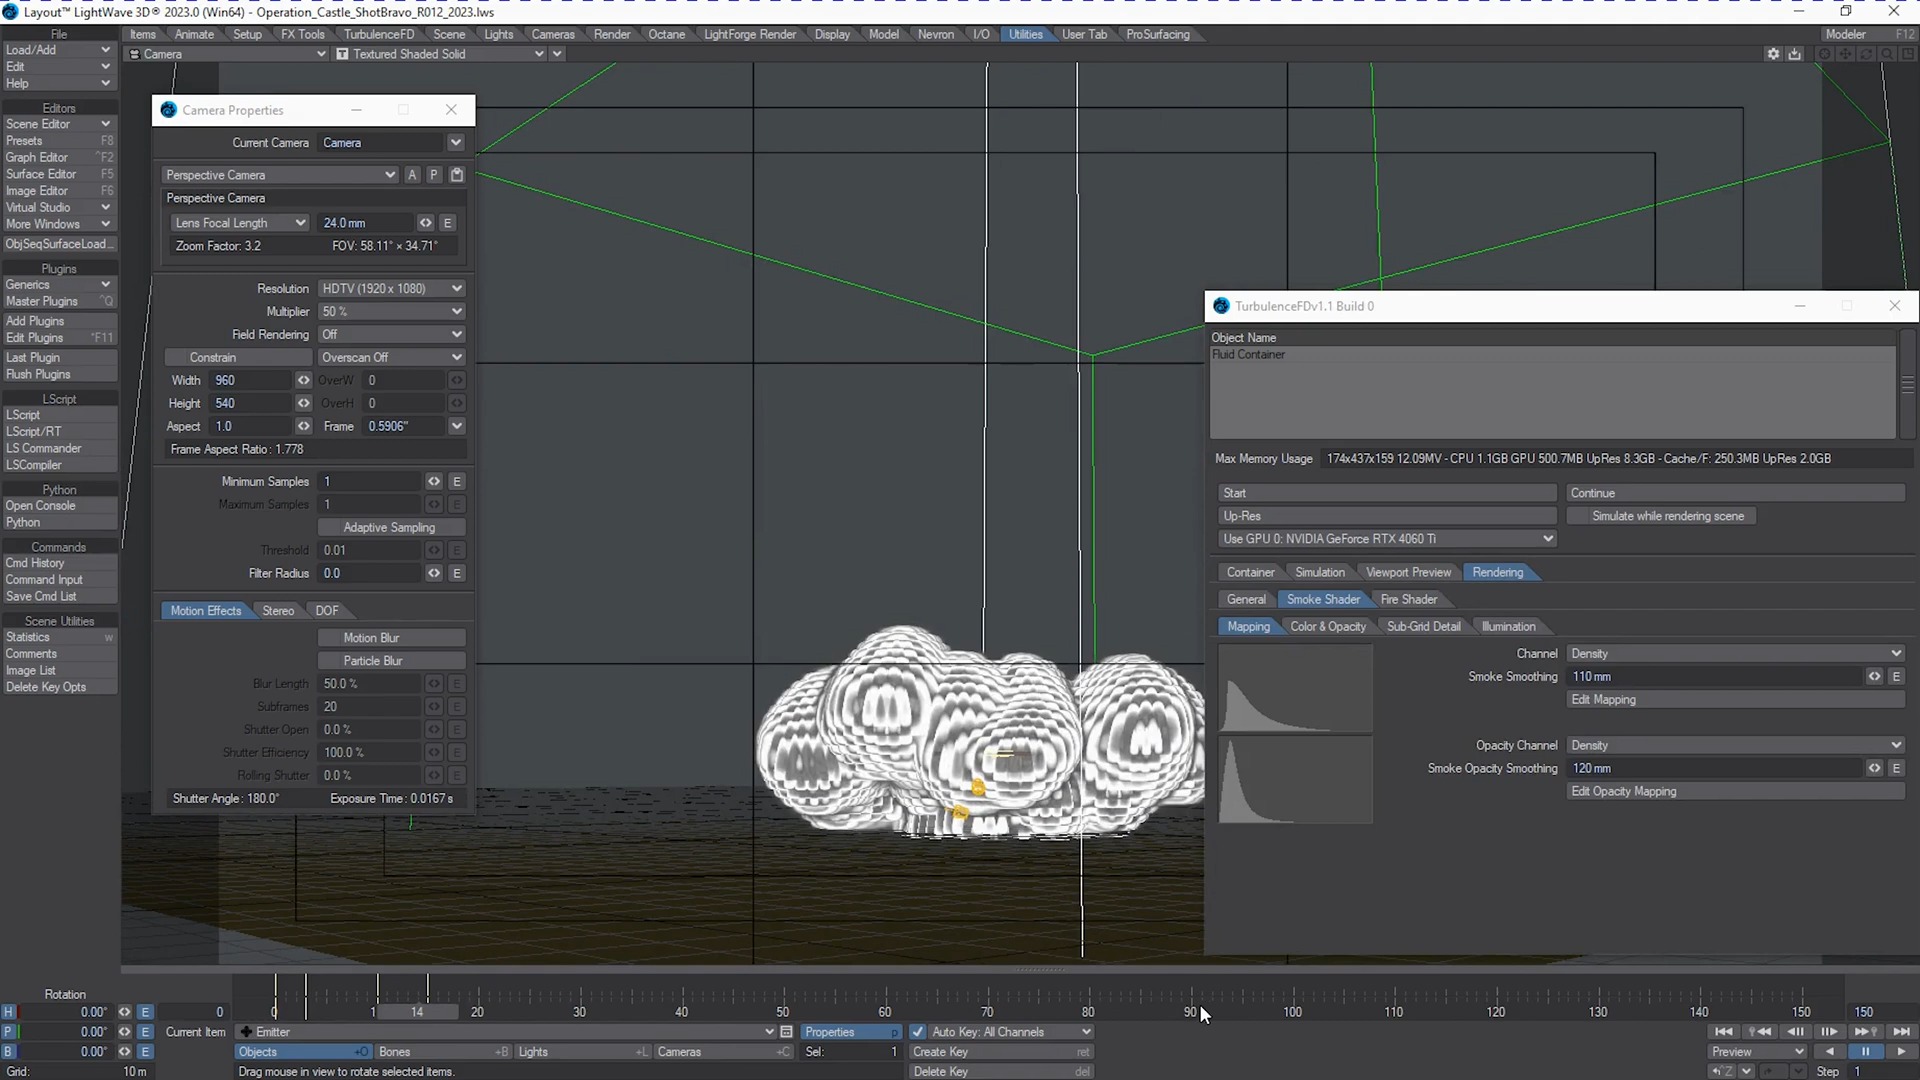 Layout™ LightWave 3D® 2023.0 (Win64) - Operation_Castle_ShotBravo_R012_2023.lws
File
Items Animate Setup FX Tools TurbulenceFD Scene Lights Cameras Render Octane LightForge Render Display Model Nevron I/O Utilities User Tab ProSurfacing Modeler F12
Load/Add
Camera Textured Shaded Solid
Edit
Help
Editors
Scene Editor
Presets F8
Graph Editor ^F2
Surface Editor F5
Image Editor F6
Virtual Studio
More Windows
ObjSeqSurfaceLoad...
Plugins
Generics
Master Plugins ^Q
Add Plugins
Edit Plugins ^F11
Last Plugin
Flush Plugins
LScript
LScript
LScript/RT
LS Commander
LSCompiler
Python
Open Console
Python
Commands
Cmd History
Command Input
Save Cmd List
Scene Utilities
Statistics w
Comments
Image List
Delete Key Opts
Camera Properties
Current Camera Camera
Perspective Camera A P
Perspective Camera
Lens Focal Length 24.0 mm E
Zoom Factor: 3.2 FOV: 58.11° × 34.71°
Resolution HDTV (1920 x 1080)
Multiplier 50 %
Field Rendering Off
Constrain Overscan Off
Width 960 OverW 0
Height 540 OverH 0
Aspect 1.0 Frame 0.5906"
Frame Aspect Ratio : 1.778
Minimum Samples 1 E
Maximum Samples 1 E
Adaptive Sampling
Threshold 0.01 E
Filter Radius 0.0 E
Motion Effects Stereo DOF
Motion Blur
Particle Blur
Blur Length 50.0 % E
Subframes 20 E
Shutter Open 0.0 % E
Shutter Efficiency 100.0 % E
Rolling Shutter 0.0 % E
Shutter Angle: 180.0° Exposure Time: 0.0167 s
TurbulenceFDv1.1 Build 0
Object Name
Fluid Container
Max Memory Usage 174x437x159 12.09MV - CPU 1.1GB GPU 500.7MB UpRes 8.3GB - Cache/F: 250.3MB UpRes 2.0GB
Start Continue
Up-Res Simulate while rendering scene
Use GPU 0: NVIDIA GeForce RTX 4060 Ti
Container Simulation Viewport Preview Rendering
General Smoke Shader Fire Shader
Mapping Color & Opacity Sub-Grid Detail Illumination
Channel Density
Smoke Smoothing 110 mm E
Edit Mapping
Opacity Channel Density
Smoke Opacity Smoothing 120 mm E
Edit Opacity Mapping
Rotation
H 0.00° E 0 0 1 14 20 30 40 50 60 70 80 90 100 110 120 130 140 150 150
P 0.00° E Current Item Emitter Properties p Auto Key: All Channels
B 0.00° E Objects +O Bones +B Lights +L Cameras +C Sel: 1 Create Key ret Preview
Grid: 10 m Drag mouse in view to rotate selected items. Delete Key del ^Z Step 1